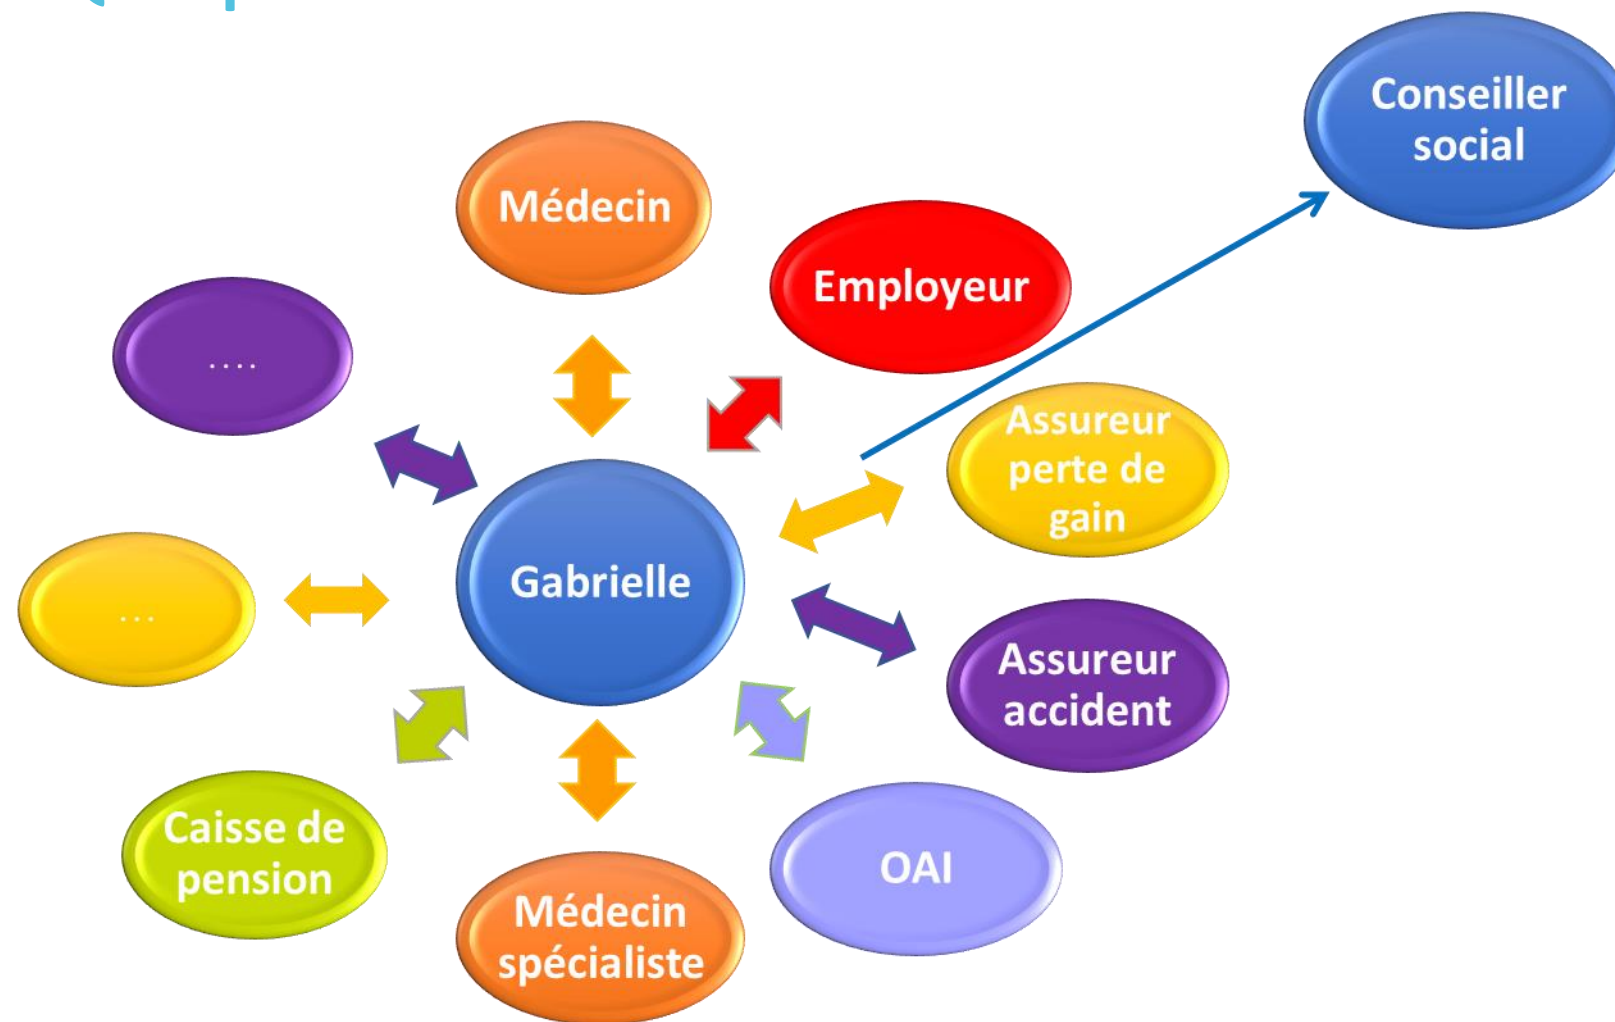 Conseiller
social
Médecin
Employeur
....
Assureur
perte de
gain
Gabrielle
...
Assureur
accident
Caisse de
pension
OAI
Médecin
spécialiste